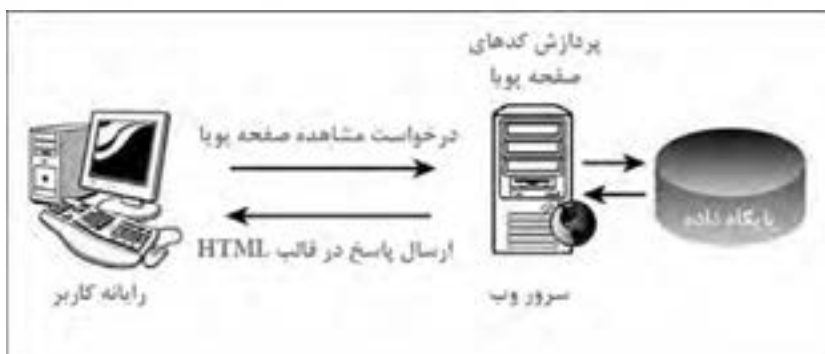 پردازش کدهای
صفحه پویا
درخواست مشاهده صفحه پویا
پایگاه داده
ارسال پاسخ در قالب HTML
رایانه کاربر
سرور وب